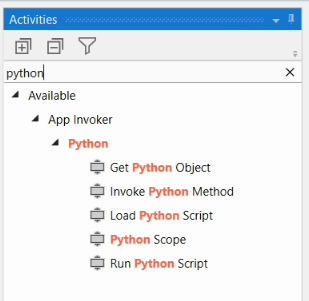 Activities
python
Available
App Invoker
Python
Get Python Object
Invoke Python Method
Load Python Script
Python Scope
Run Python Script